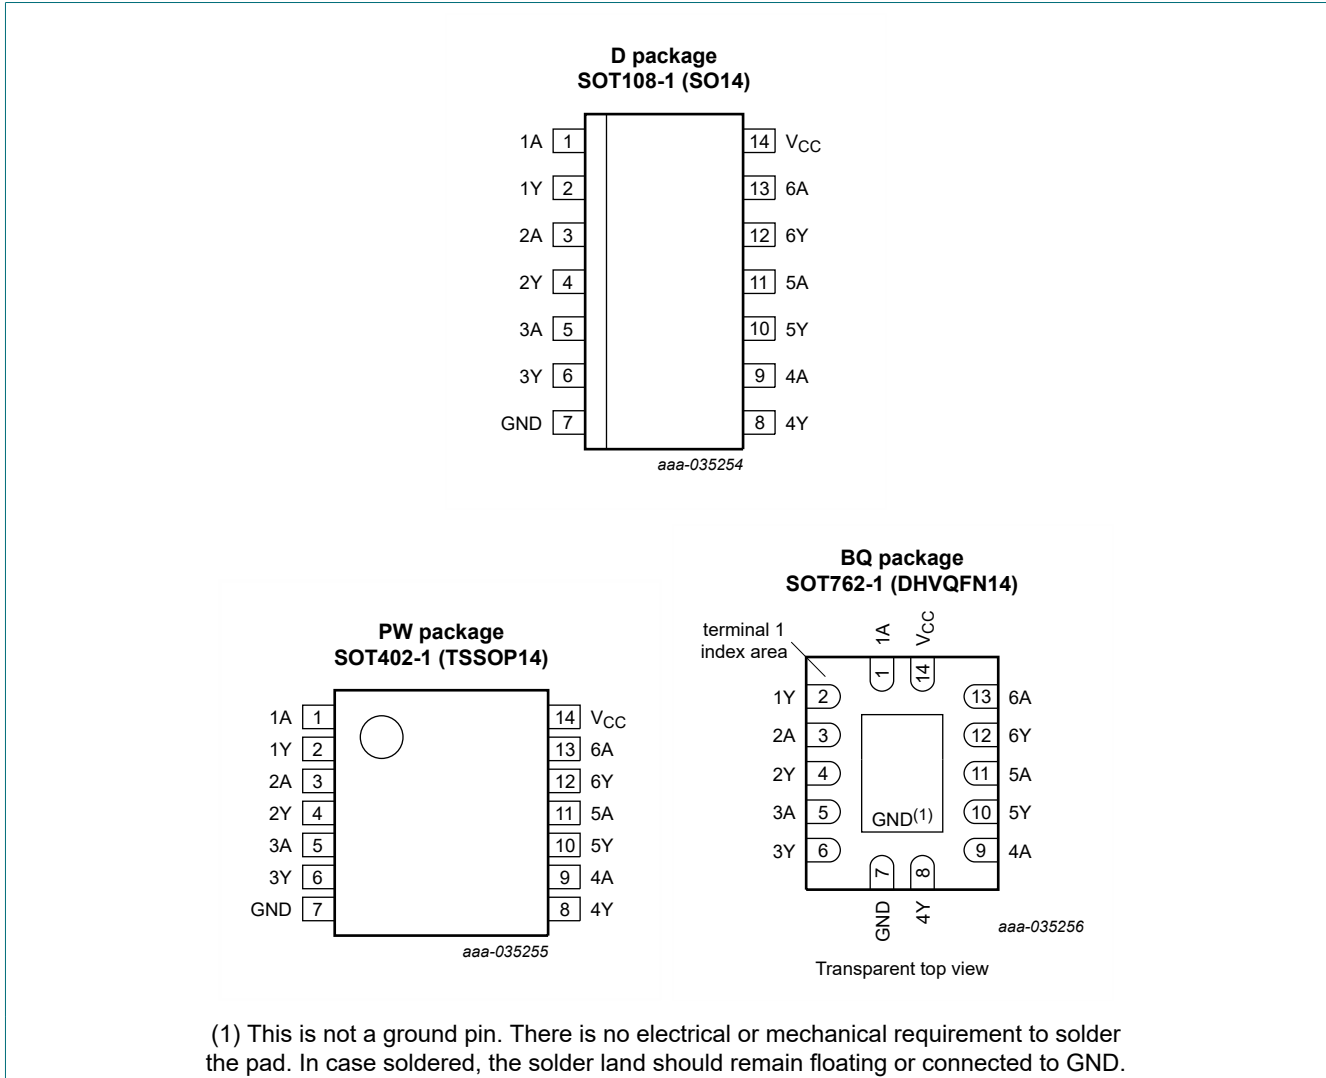 D package
SOT108-1 (SO14)
1A 1 14 VCC
1Y 2 13 6A
2A 3 12 6Y
2Y 4 11 5A
3A 5 10 5Y
3Y 6 9 4A
GND 7 8 4Y
aaa-035254
PW package
SOT402-1 (TSSOP14)
1A 1 14 VCC
1Y 2 13 6A
2A 3 12 6Y
2Y 4 11 5A
3A 5 10 5Y
3Y 6 9 4A
GND 7 8 4Y
aaa-035255
BQ package
SOT762-1 (DHVQFN14)
terminal 1
index area
1A VCC
1 14
1Y 2 13 6A
2A 3 12 6Y
2Y 4 11 5A
3A 5 10 5Y
GND(1)
3Y 6 9 4A
7 8
GND 4Y
aaa-035256
Transparent top view
(1) This is not a ground pin. There is no electrical or mechanical requirement to solder
the pad. In case soldered, the solder land should remain floating or connected to GND.